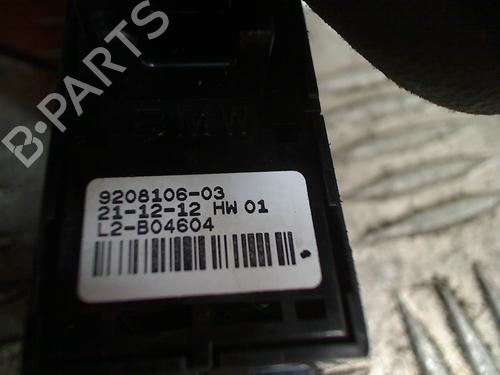 B-PARTS
BMW
9208106-03
21-12-12 HW 01
L2-B04604